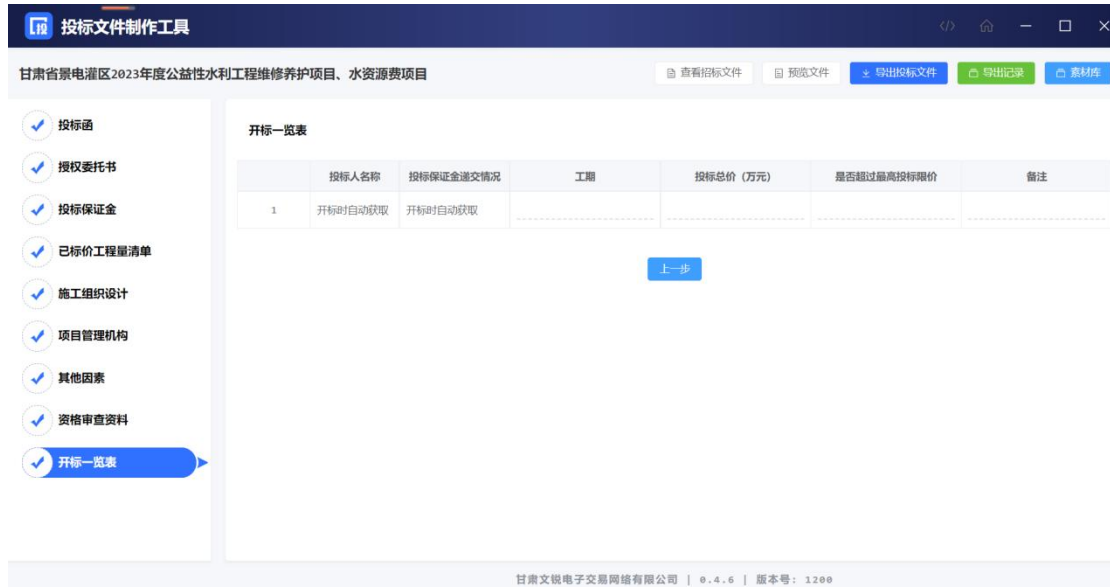 投标文件制作工具
甘肃省景电灌区2023年度公益性水利工程维修养护项目、水资源费项目
查看招标文件 预览文件 导出投标文件 导出记录 素材库
投标函
授权委托书
投标保证金
已标价工程量清单
施工组织设计
项目管理机构
其他因素
资格审查资料
开标一览表
开标一览表
投标人名称 投标保证金递交情况 工期 投标总价（万元） 是否超过最高投标限价 备注
1 开标时自动获取 开标时自动获取
上一步
甘肃文锐电子交易网络有限公司 | 0.4.6 | 版本号: 1200